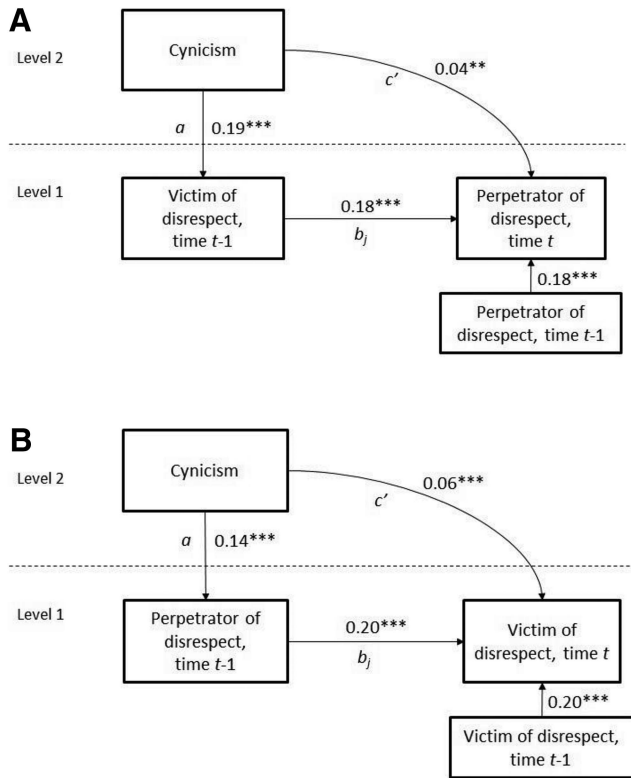 A
Level 2
Cynicism
0.04**
c'
a
0.19***
Level 1
Victim of
disrespect,
time t-1
0.18***
bj
Perpetrator of
disrespect,
time t
0.18***
Perpetrator of
disrespect, time t-1
B
Level 2
Cynicism
0.06***
c'
a
0.14***
Level 1
Perpetrator of
disrespect,
time t-1
0.20***
bj
Victim of
disrespect, time t
0.20***
Victim of disrespect,
time t-1